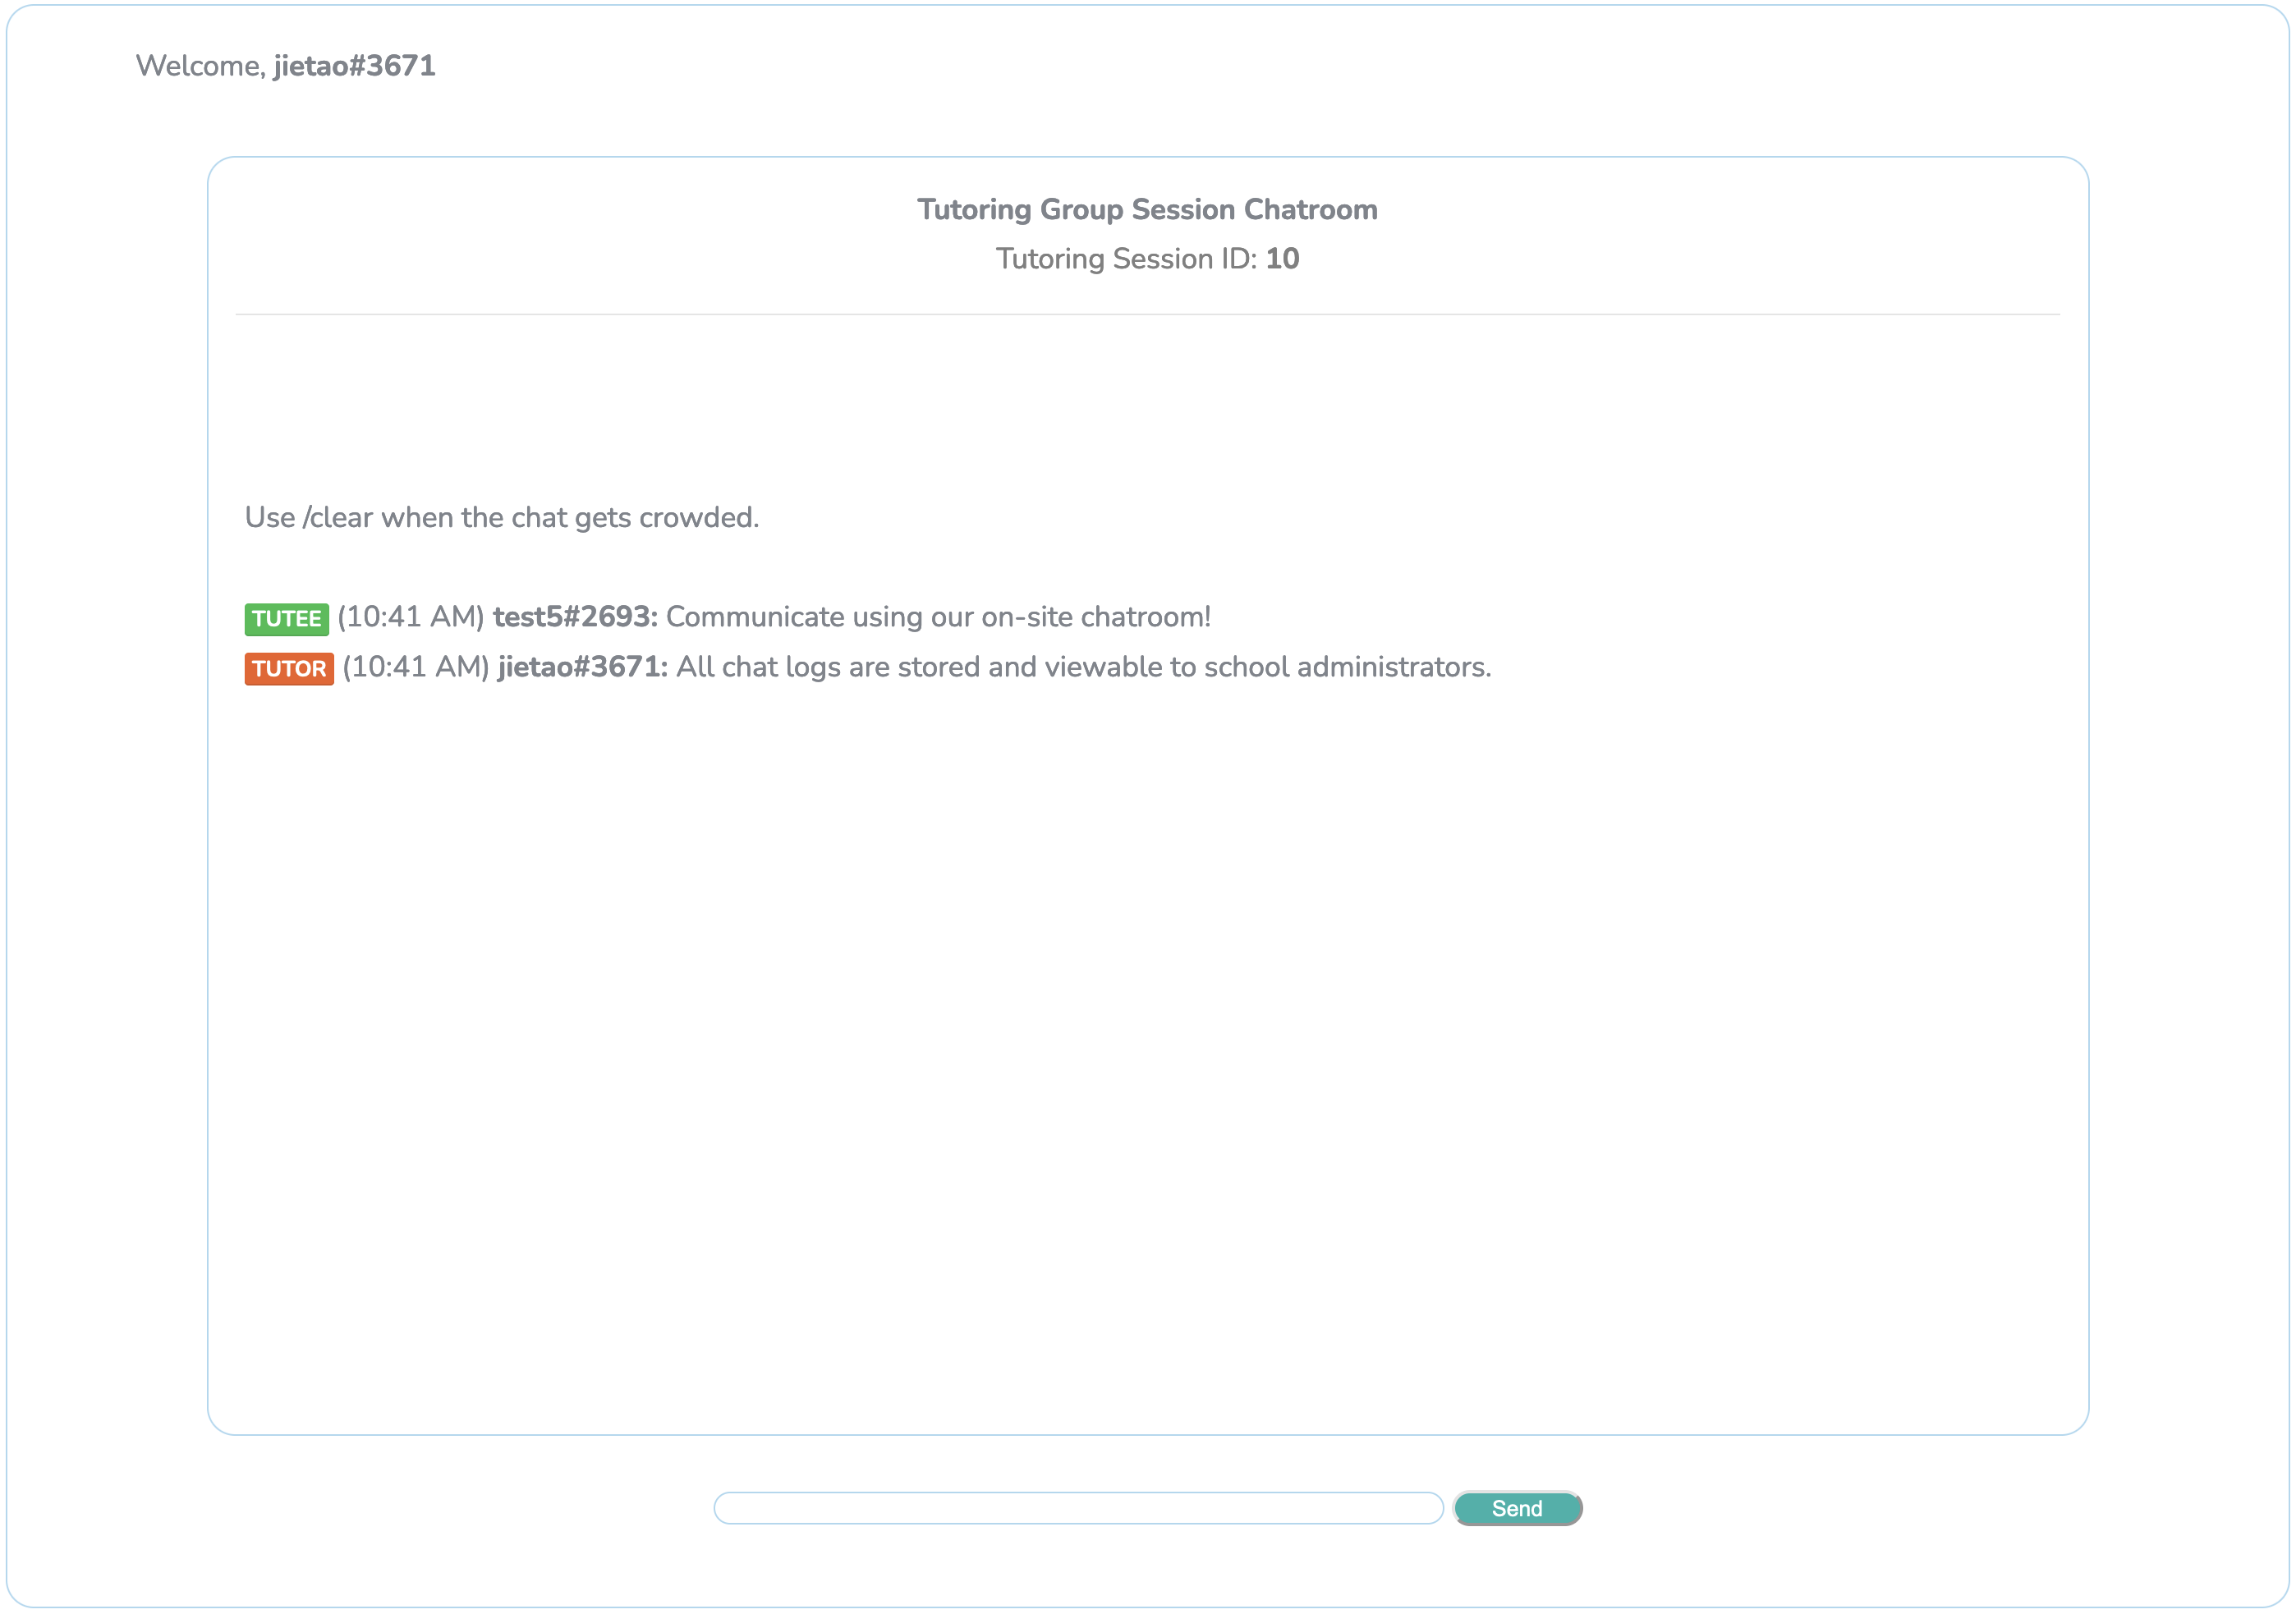 Welcome, jietao#3671
Tutoring Group Session Chatroom
Tutoring Session ID: 10
Use /clear when the chat gets crowded.
TUTEE (10:41 AM) test5#2693: Communicate using our on-site chatroom!
TUTOR (10:41 AM) jietao#3671: All chat logs are stored and viewable to school administrators.
Send